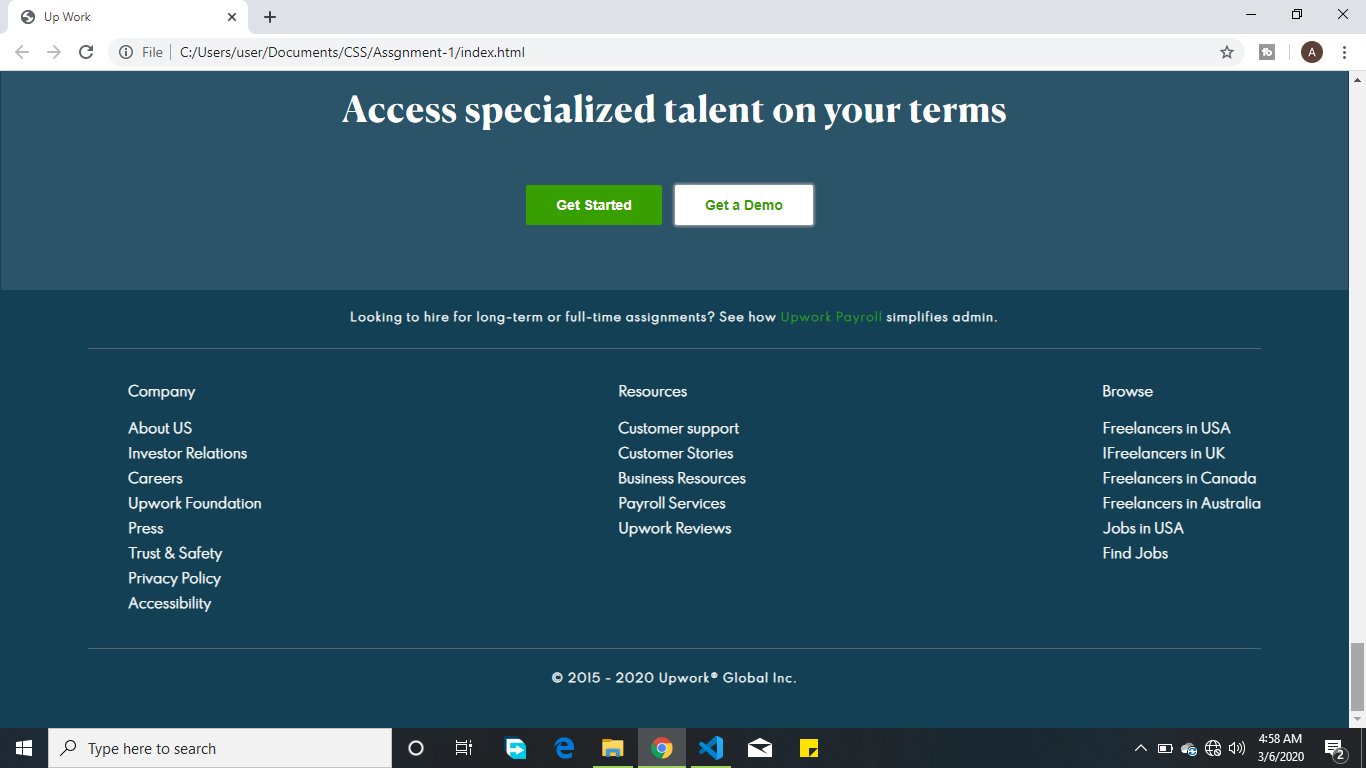 Up Work
File C:/Users/user/Documents/CSS/Assgnment-1/index.html
A
Access specialized talent on your terms
Get Started Get a Demo
Looking to hire for long-term or full-time assignments? See how Upwork Payroll simplifies admin.
Company
About US
Investor Relations
Careers
Upwork Foundation
Press
Trust & Safety
Privacy Policy
Accessibility
Resources
Customer support
Customer Stories
Business Resources
Payroll Services
Upwork Reviews
Browse
Freelancers in USA
IFreelancers in UK
Freelancers in Canada
Freelancers in Australia
Jobs in USA
Find Jobs
© 2015 - 2020 Upwork® Global Inc.
Type here to search
4:58 AM
3/6/2020
2